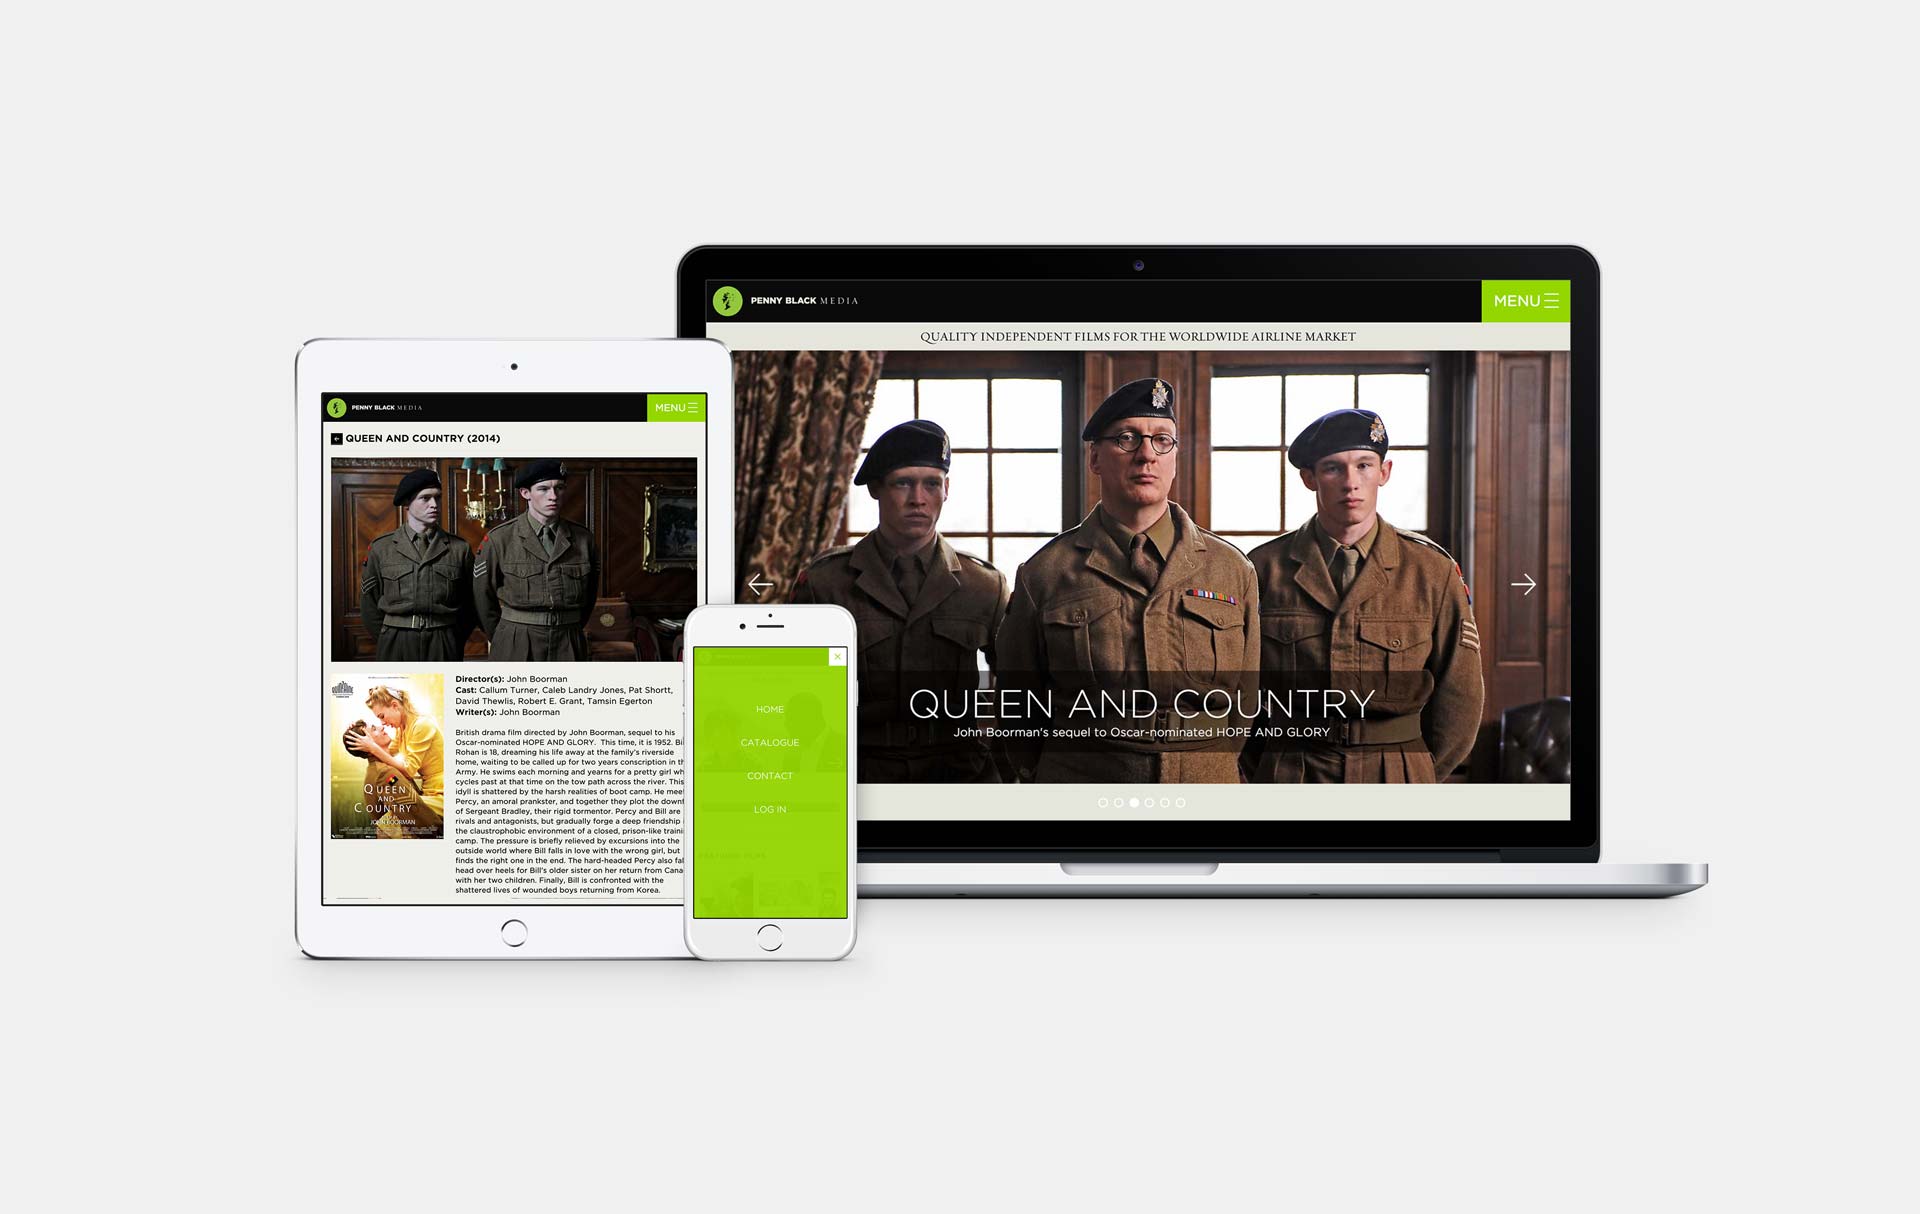 PENNY BLACK MEDIA
MENU
QUALITY INDEPENDENT FILMS FOR THE WORLDWIDE AIRLINE MARKET
QUEEN AND COUNTRY
John Boorman's sequel to Oscar-nominated HOPE AND GLORY
PENNY BLACK MEDIA
MENU
QUEEN AND COUNTRY (2014)
Director(s): John Boorman
Cast: Callum Turner, Caleb Landry Jones, Pat Shortt,
David Thewlis, Robert E. Grant, Tamsin Egerton
Writer(s): John Boorman
British drama film directed by John Boorman, sequel to his
Oscar-nominated HOPE AND GLORY. This time, it is 1952. Bi
Rohan is 18, dreaming his life away at the family's riverside
home, waiting to be called up for two years conscription in th
Army. He swims each morning and yearns for a pretty girl wh
cycles past at that time on the tow path across the river. This
idyll is shattered by the harsh realities of boot camp. He mee
Percy, an amoral prankster, and together they plot the downf
of Sergeant Bradley, their rigid tormentor. Percy and Bill are
rivals and antagonists, but gradually forge a deep friendship
the claustrophobic environment of a closed, prison-like traini
camp. The pressure is briefly relieved by excursions into the
outside world where Bill falls in love with the wrong girl, but
finds the right one in the end. The hard-headed Percy also fal
head over heels for Bill's older sister on her return from Cana
with her two children. Finally, Bill is confronted with the
shattered lives of wounded boys returning from Korea.
QUEEN
AND
COUNTRY
JOHN BOORMAN
HOME
CATALOGUE
CONTACT
LOG IN